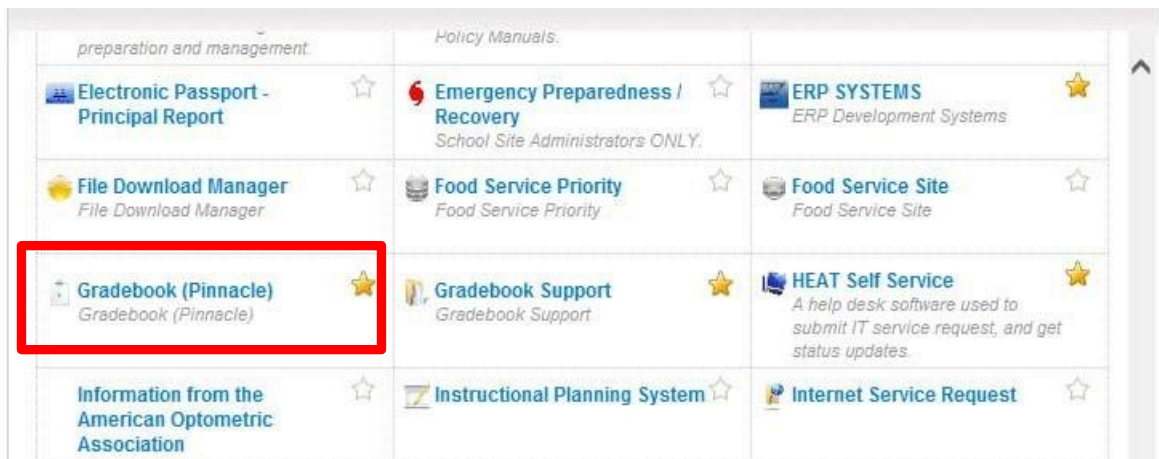 preparation and management.
Policy Manuals.
Electronic Passport -
Principal Report
Emergency Preparedness /
Recovery
School Site Administrators ONLY.
ERP SYSTEMS
ERP Development Systems
File Download Manager
File Download Manager
Food Service Priority
Food Service Priority
Food Service Site
Food Service Site
Gradebook (Pinnacle)
Gradebook (Pinnacle)
Gradebook Support
Gradebook Support
HEAT Self Service
A help desk software used to
submit IT service request, and get
status updates.
Information from the
American Optometric
Association
Instructional Planning System
Internet Service Request